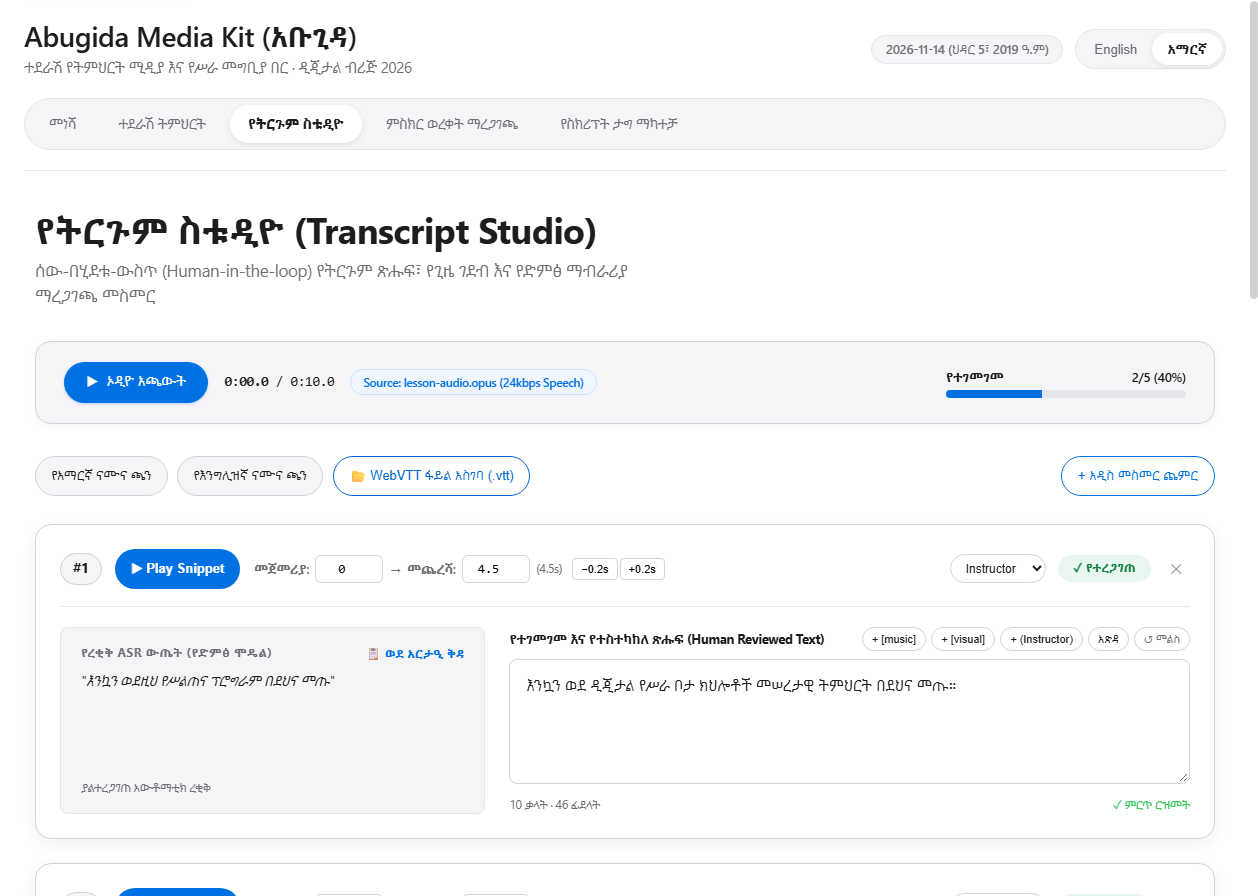 Abugida Media Kit (አቡጊዳ)
ተደራሽ የትምህርት ሚዲያ እና የሥራ መግቢያ በር · ዲጂታል ብሪጅ 2026
2026-11-14 (ህዳር 5፣ 2019 ዓ.ም)
English
አማርኛ
መነሻ
ተደራሽ ትምህርት
የትርጉም ስቱዲዮ
ምስክር ወረቀት ማረጋገጫ
የስክሪፕት ታግ ማካተቻ
የትርጉም ስቱዲዮ (Transcript Studio)
ሰው-በሂደቱ-ውስጥ (Human-in-the-loop) የትርጉም ጽሑፍ፣ የጊዜ ገደብ እና የድምፅ ማብራሪያ
ማረጋገጫ መስመር
▶ ኦዲዮ አጫውት
0:00.0 / 0:10.0
Source: lesson-audio.opus (24kbps Speech)
የተገመገመ
2/5 (40%)
የአማርኛ ናሙና ጫን
የእንግሊዝኛ ናሙና ጫን
📂 WebVTT ፋይል አስገባ (.vtt)
+ አዲስ መስመር ጨምር
#1
▶ Play Snippet
መጀመሪያ: 0 → መጨረሻ: 4.5 (4.5s)
−0.2s
+0.2s
Instructor
✓ የተረጋገጠ
×
የረቂቅ ASR ውጤት (የድምፅ ሞዴል)
📋 ወደ አርታዒ ቅዳ
"እንኳን ወደዚህ የሥልጠና ፕሮግራም በደህና መጡ"
ያልተረጋገጠ አውቶማቲክ ረቂቅ
የተገመገመ እና የተስተካከለ ጽሑፍ (Human Reviewed Text)
+ [music]
+ [visual]
+ (Instructor)
አጽዳ
↺ መልስ
እንኳን ወደ ዲጂታል የሥራ ቦታ ክህሎቶች መሠረታዊ ትምህርት በደህና መጡ።
10 ቃላት · 46 ፊደላት
✓ ምርጥ ርዝመት